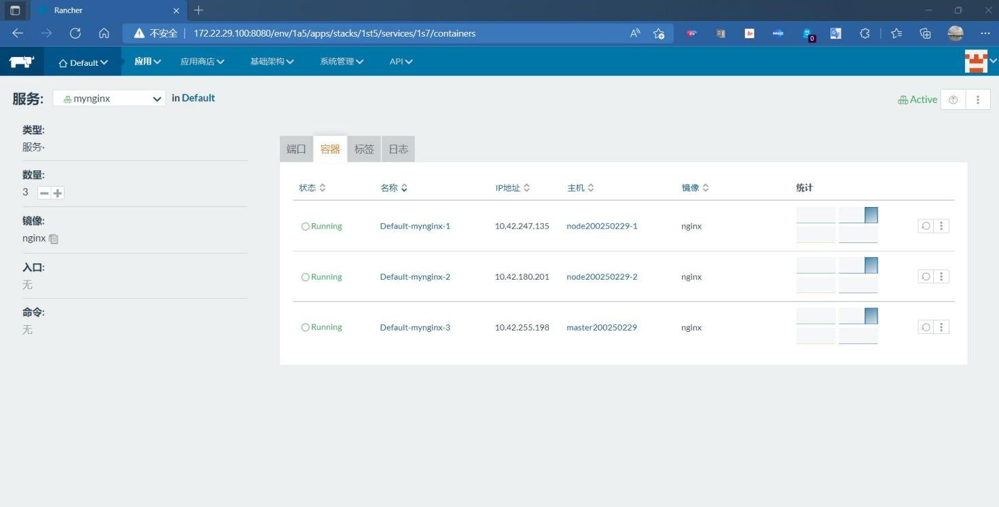 Rancher
不安全 172.22.29.100:8080/env/1a5/apps/stacks/1st5/services/1s7/containers
0
Default 应用 应用商店 基础架构 系统管理 API
服务: mynginx in Default
Active
类型:
服务·
数量:
3
镜像:
nginx
入口:
无
命令:
无
端口 容器 标签 日志
状态 名称 IP地址 主机 镜像 统计
Running Default-mynginx-1 10.42.247.135 node200250229-1 nginx
Running Default-mynginx-2 10.42.180.201 node200250229-2 nginx
Running Default-mynginx-3 10.42.255.198 master200250229 nginx